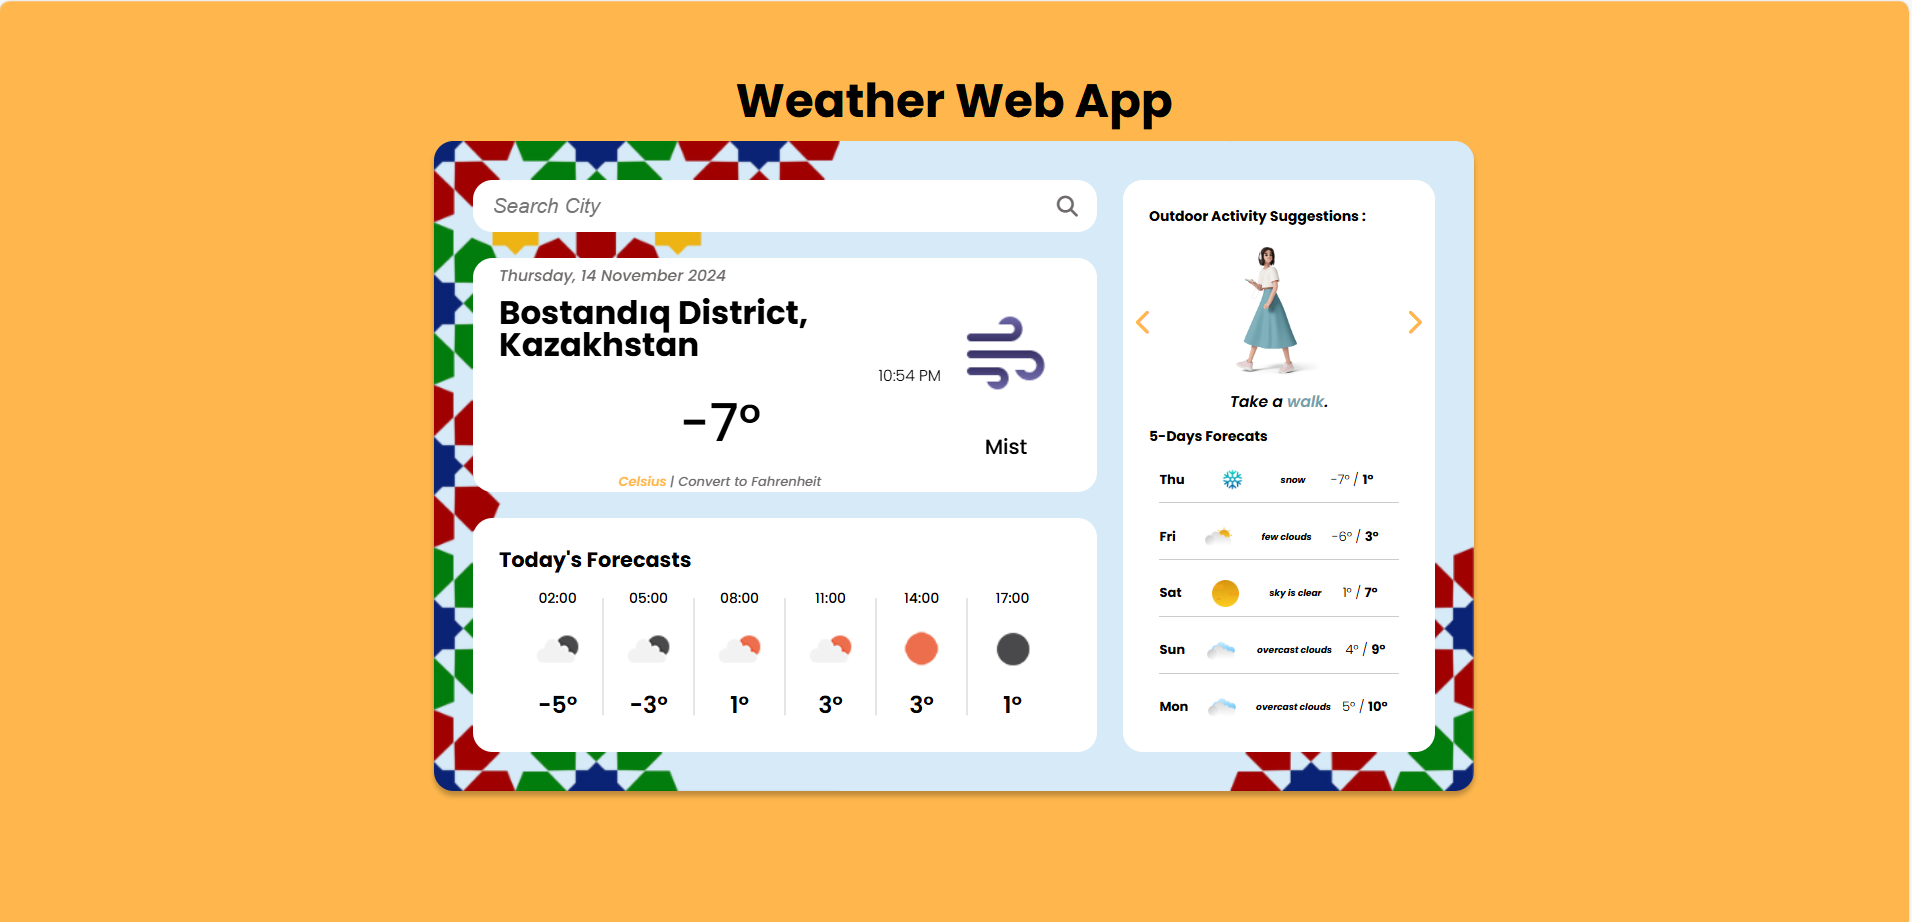 Weather Web App
Search City
Thursday, 14 November 2024
Bostandıq District,
Kazakhstan
10:54 PM
-7°
Mist
Celsius | Convert to Fahrenheit
Today's Forecasts
02:00 05:00 08:00 11:00 14:00 17:00
-5° -3° 1° 3° 3° 1°
Outdoor Activity Suggestions :
Take a walk.
5-Days Forecats
Thu snow -7° / 1°
Fri few clouds -6° / 3°
Sat sky is clear 1° / 7°
Sun overcast clouds 4° / 9°
Mon overcast clouds 5° / 10°